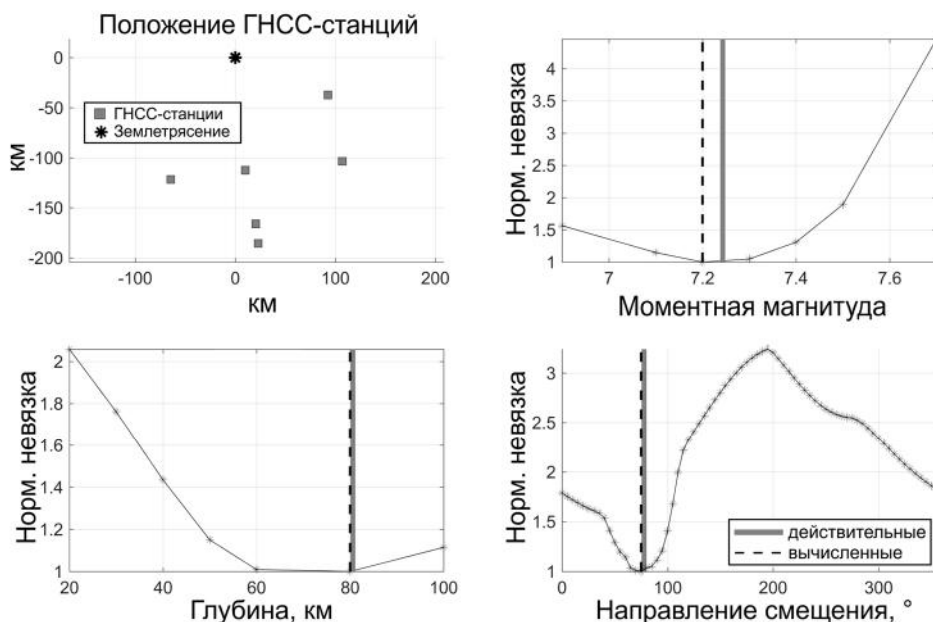 Положение ГНСС-станций
0
-50
-100
-150
-200
км
ГНСС-станции
Землетрясение
-100 0 100 200
км
4
3.5
3
2.5
2
1.5
1
Норм. невязка
7 7.2 7.4 7.6
Моментная магнитуда
2
1.8
1.6
1.4
1.2
1
Норм. невязка
20 40 60 80 100
Глубина, км
3
2.5
2
1.5
1
Норм. невязка
действительные
вычисленные
0 100 200 300
Направление смещения, °